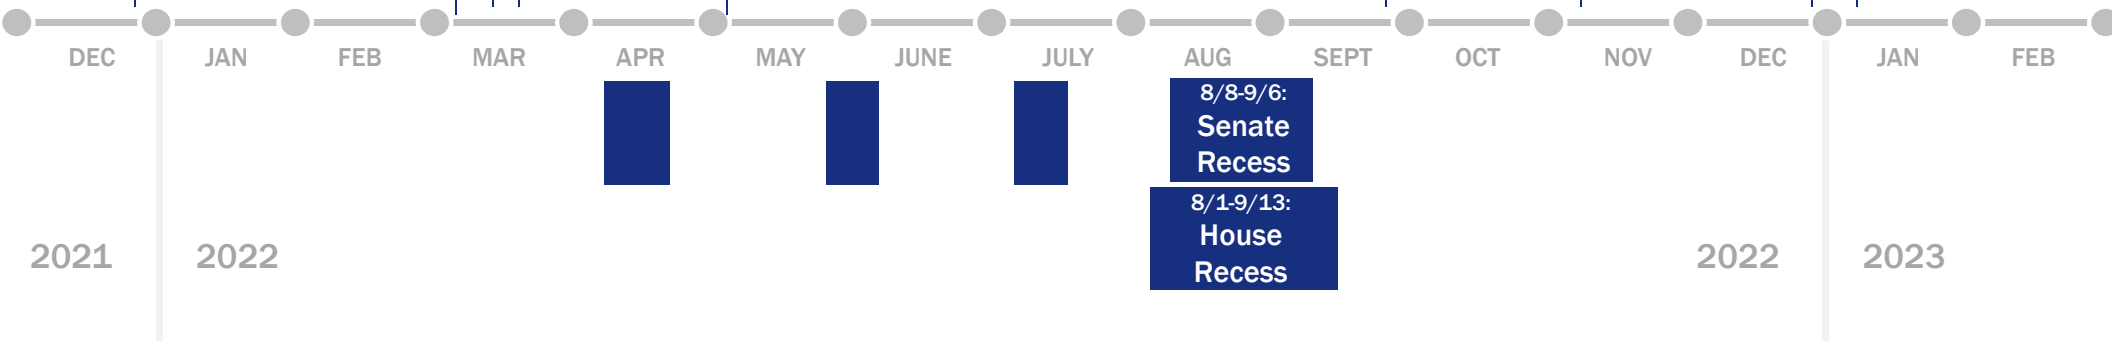 DEC JAN FEB MAR APR MAY JUNE JULY AUG SEPT OCT NOV DEC JAN FEB
8/8-9/6:
Senate
Recess
8/1-9/13:
House
Recess
2021 2022 2022 2023